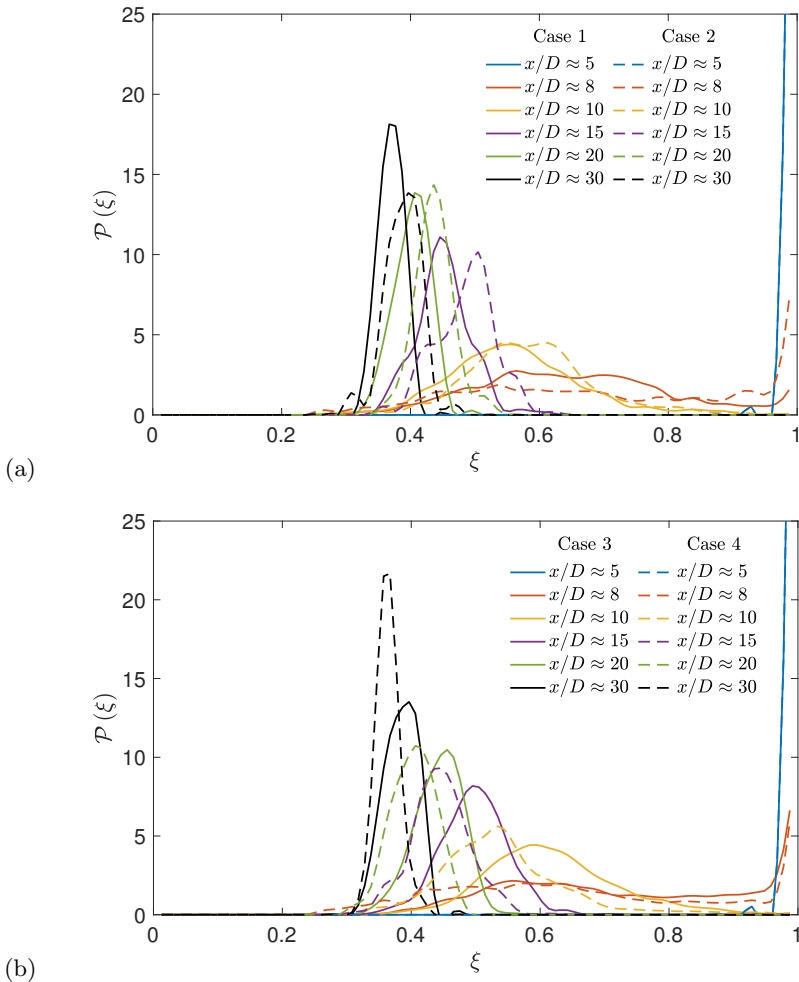 25
20
15
10
5
0
𝒫 (ξ)
Case 1 Case 2
x/D ≈ 5 x/D ≈ 5
x/D ≈ 8 x/D ≈ 8
x/D ≈ 10 x/D ≈ 10
x/D ≈ 15 x/D ≈ 15
x/D ≈ 20 x/D ≈ 20
x/D ≈ 30 x/D ≈ 30
0 0.2 0.4 0.6 0.8 1
ξ
(a)
25
20
15
10
5
0
𝒫 (ξ)
Case 3 Case 4
x/D ≈ 5 x/D ≈ 5
x/D ≈ 8 x/D ≈ 8
x/D ≈ 10 x/D ≈ 10
x/D ≈ 15 x/D ≈ 15
x/D ≈ 20 x/D ≈ 20
x/D ≈ 30 x/D ≈ 30
0 0.2 0.4 0.6 0.8 1
ξ
(b)